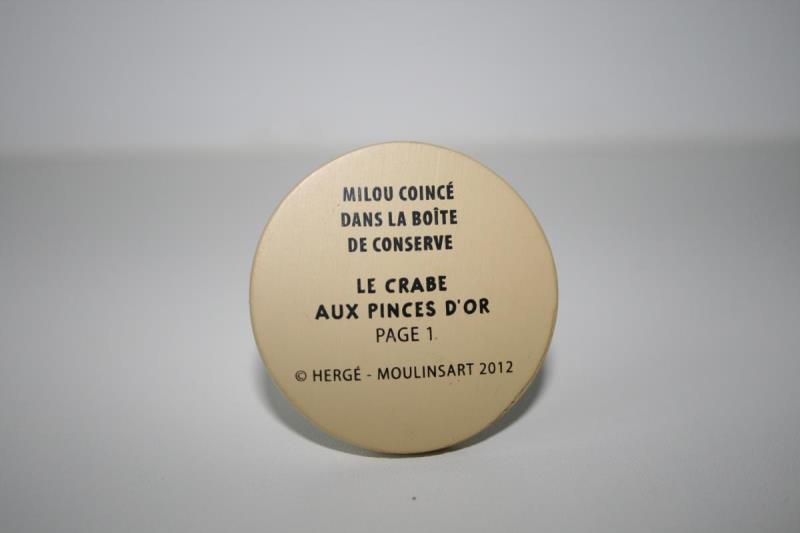 MILOU COINCÉ
DANS LA BOÎTE
DE CONSERVE
LE CRABE
AUX PINCES D'OR
PAGE 1.
© HERGÉ - MOULINSART 2012